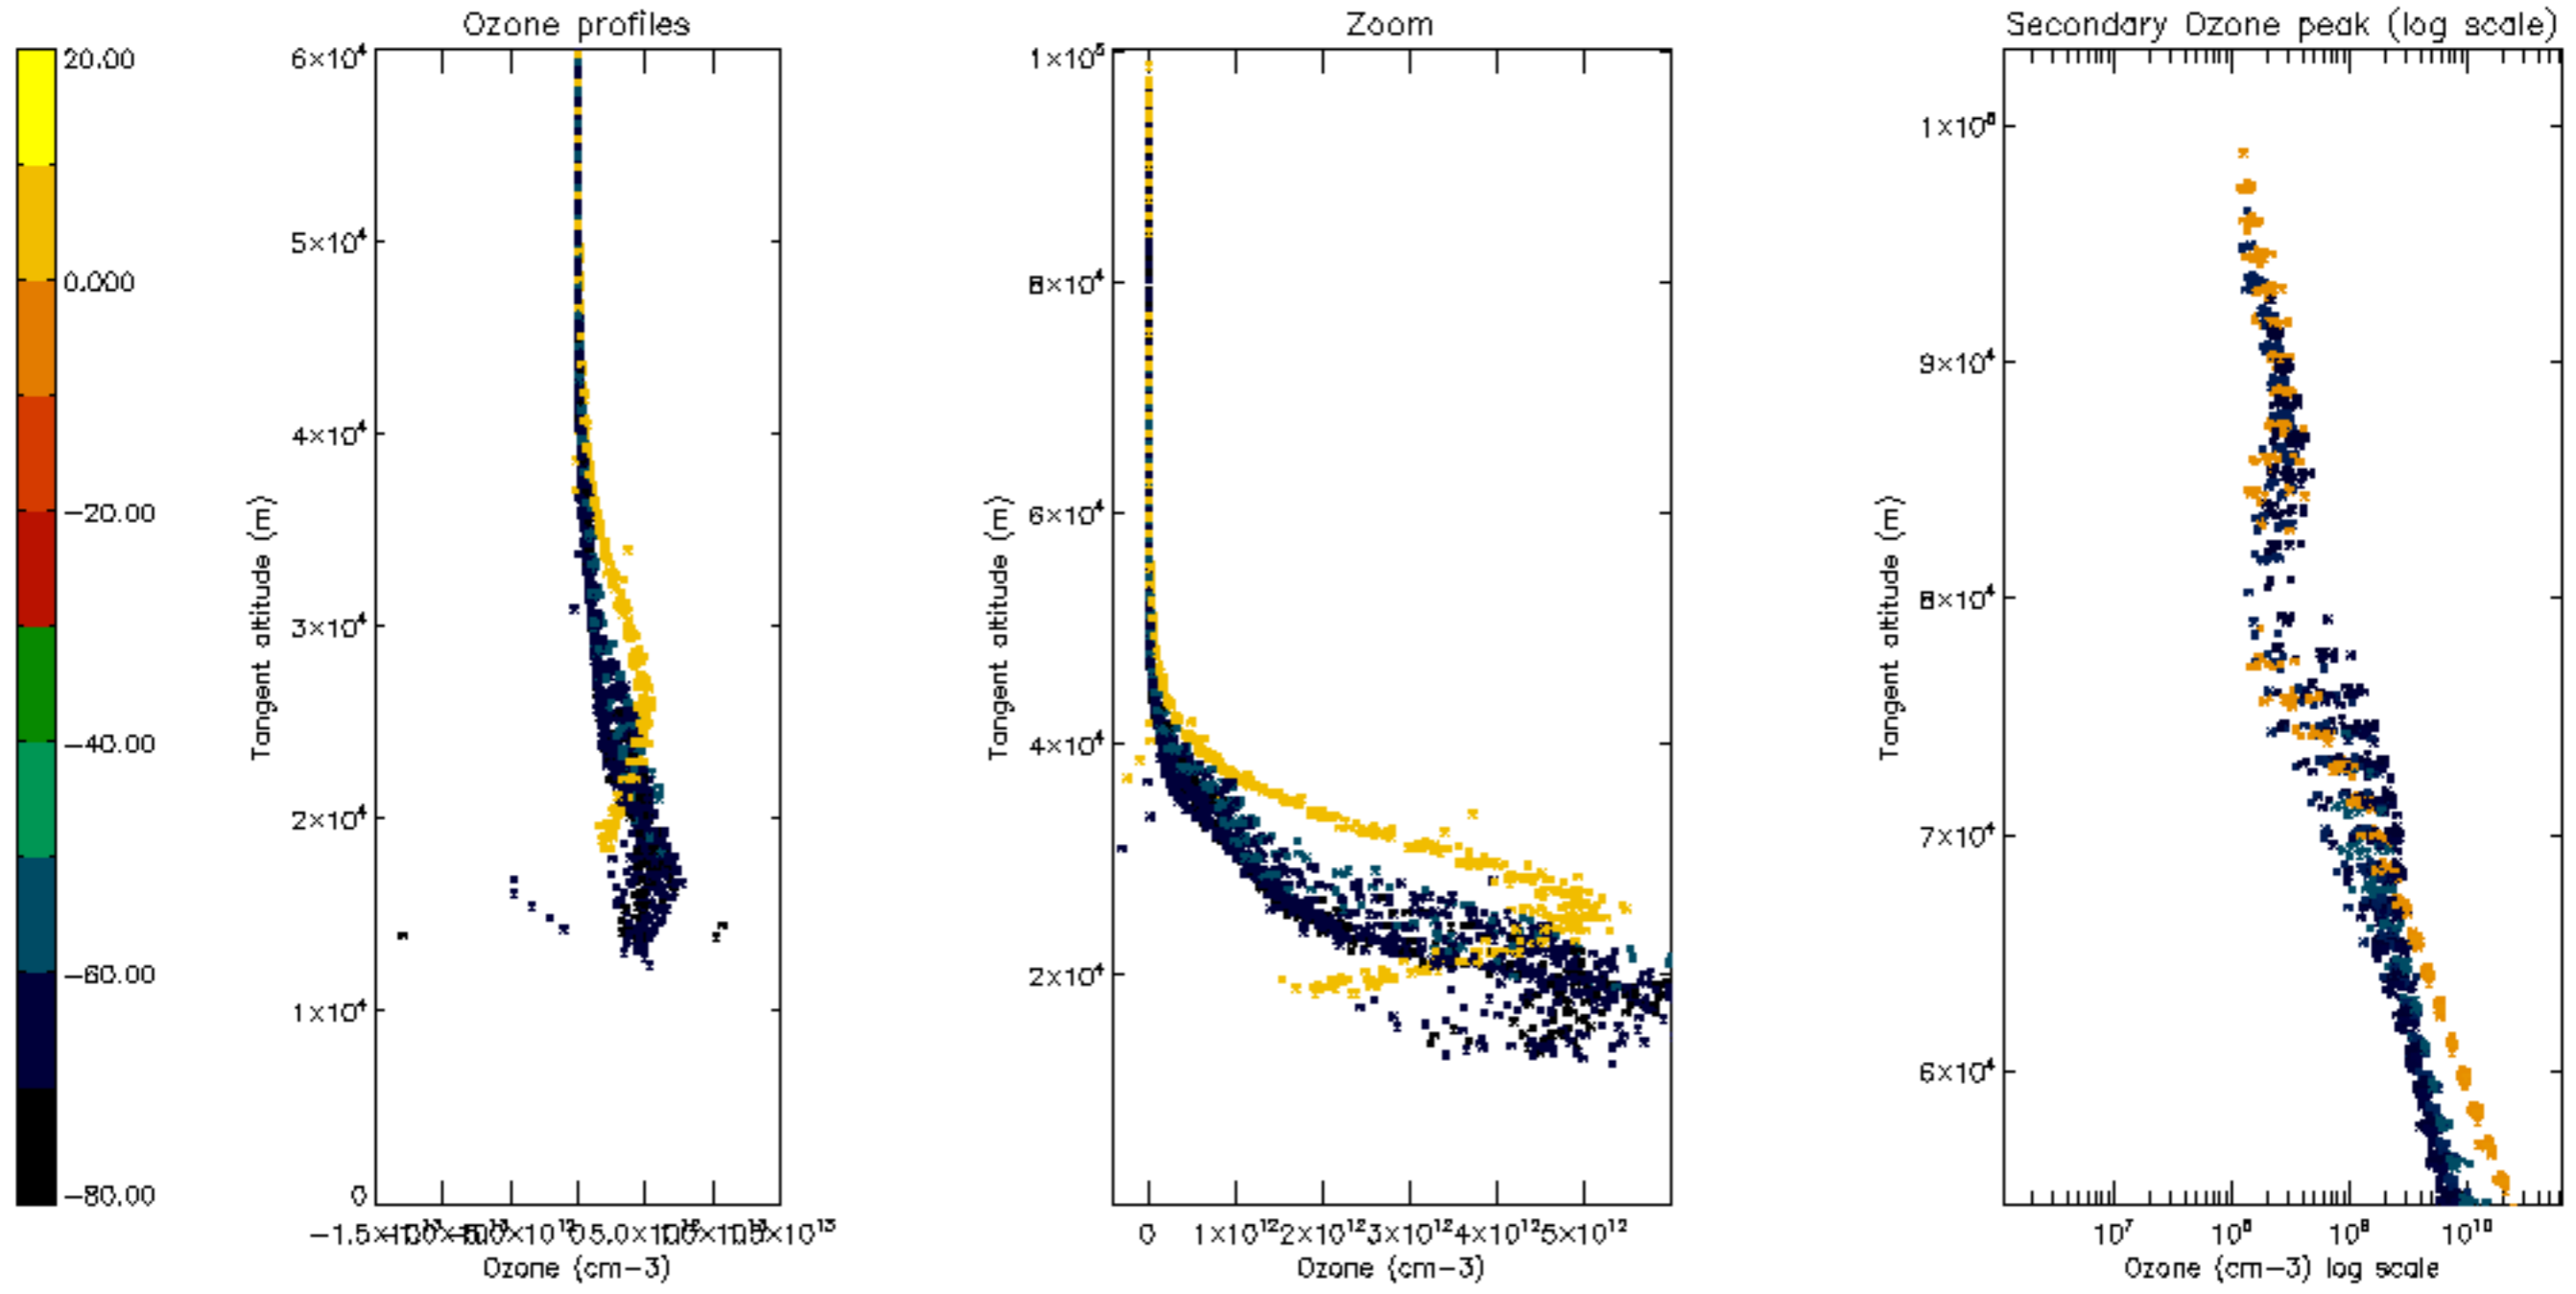 Ozone profiles
Zoom
Secondary Ozone peak (log scale)
20.00
0.000
−20.00
−40.00
−60.00
−80.00
6×10⁴
5×10⁴
4×10⁴
3×10⁴
2×10⁴
1×10⁴
0
Tangent altitude (m)
Ozone (cm−3)
1×10⁵
8×10⁴
6×10⁴
4×10⁴
2×10⁴
Tangent altitude (m)
0 1×10¹² 2×10¹² 3×10¹² 4×10¹² 5×10¹²
Ozone (cm−3)
1×10⁵
9×10⁴
8×10⁴
7×10⁴
6×10⁴
Tangent altitude (m)
10⁷ 10⁸ 10⁹ 10¹⁰
Ozone (cm−3) log scale